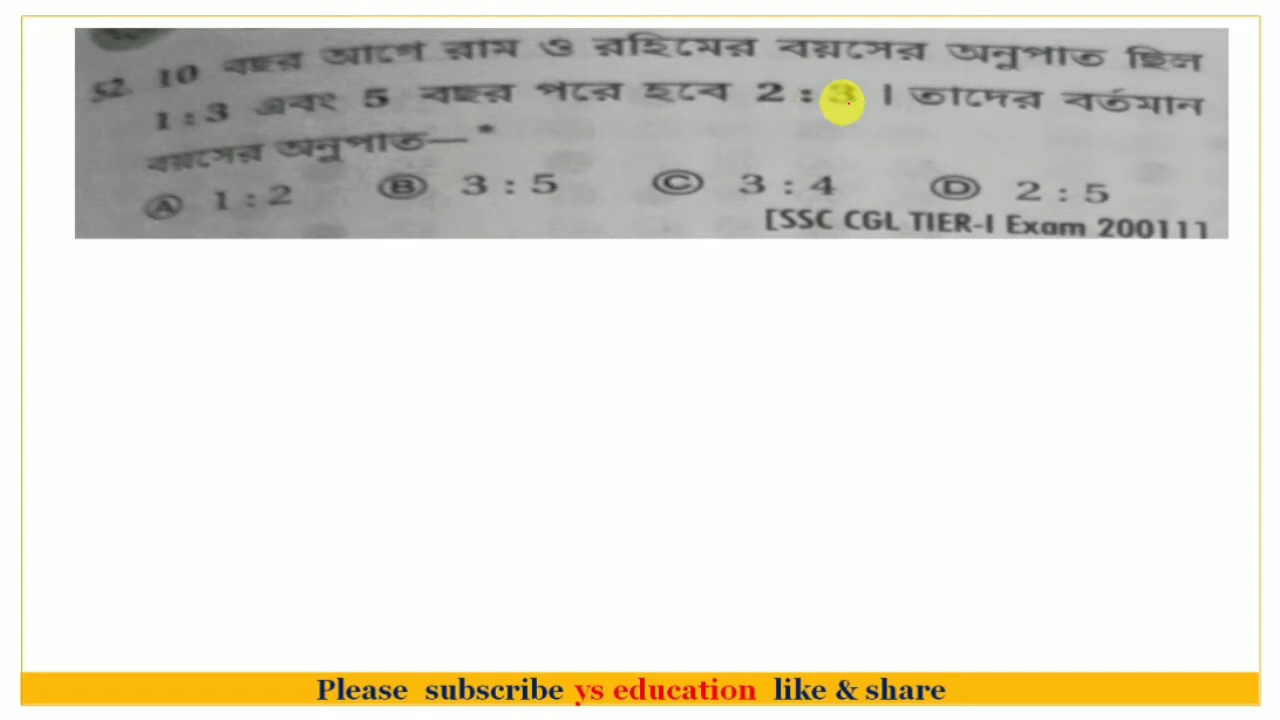 52. 10 বছর আগে রাম ও রহিমের বয়সের অনুপাত ছিল
1 : 3 এবং 5 বছর পরে হবে 2 : 3 । তাদের বর্তমান
বয়সের অনুপাত—*
Ⓐ 1 : 2 Ⓑ 3 : 5 Ⓒ 3 : 4 Ⓓ 2 : 5
[SSC CGL TIER-I Exam 20011]
Please subscribe ys education like & share